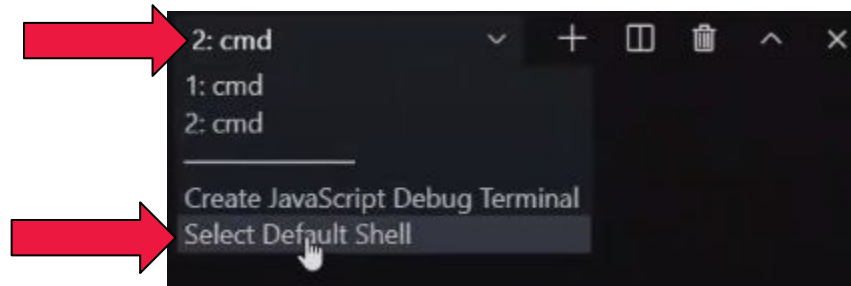 2: cmd
1: cmd
2: cmd
Create JavaScript Debug Terminal
Select Default Shell